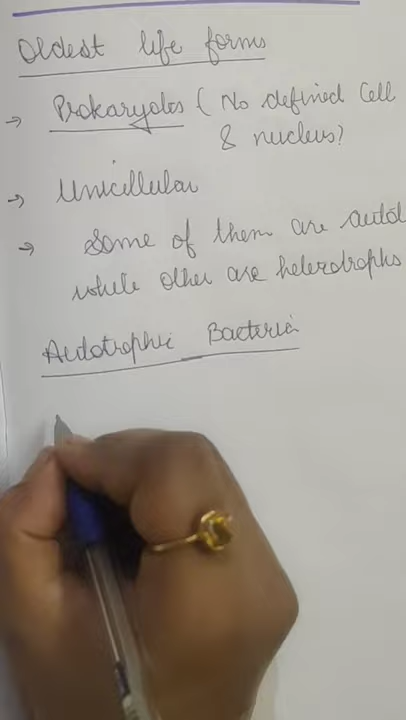 Oldest life forms
→ Prokaryotes ( No defined Cell
& nucleus?
→ Unicellular
→ Some of them are autot
while other are heterotrophs
Autotrophic Bacteria